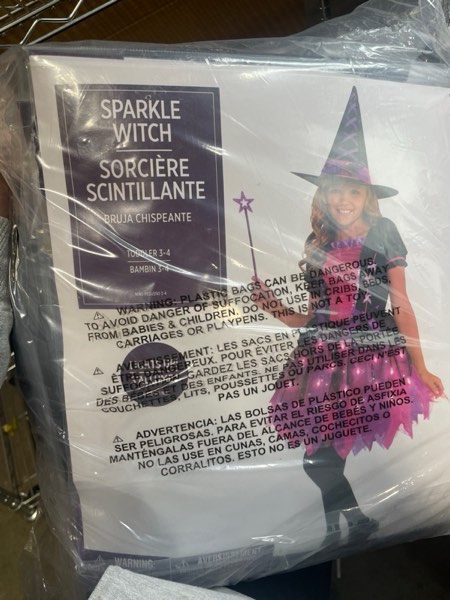 SPARKLE
WITCH
SORCIÈRE
SCINTILLANTE
BRUJA CHISPEANTE
TODDLER 3-4
BAMBIN 3-4
WARNING: PLASTIC BAGS CAN BE DANGEROUS.
TO AVOID DANGER OF SUFFOCATION, KEEP BAGS AWAY
FROM BABIES & CHILDREN. DO NOT USE IN CRIBS, BEDS,
CARRIAGES OR PLAYPENS. THIS IS NOT A TOY.
AVERTISSEMENT: LES SACS EN PLASTIQUE PEUVENT
ÊTRE DANGEREUX. POUR ÉVITER LES DANGERS DE
SUFFOCATION, GARDEZ LES SACS HORS DE LA PORTÉE
DES BÉBÉS ET DES ENFANTS. NE PAS UTILISER DANS LES
COUCHETTES, LITS, POUSSETTES OU PARCS. CECI N'EST
PAS UN JOUET.
ADVERTENCIA: LAS BOLSAS DE PLÁSTICO PUEDEN
SER PELIGROSAS. PARA EVITAR EL RIESGO DE ASFIXIA
MANTÉNGALAS FUERA DEL ALCANCE DE BEBÉS Y NIÑOS.
NO LAS USE EN CUNAS, CAMAS, COCHECITOS O
CORRALITOS. ESTO NO ES UN JUGUETE.
WARNING
AVERTISSEMENT